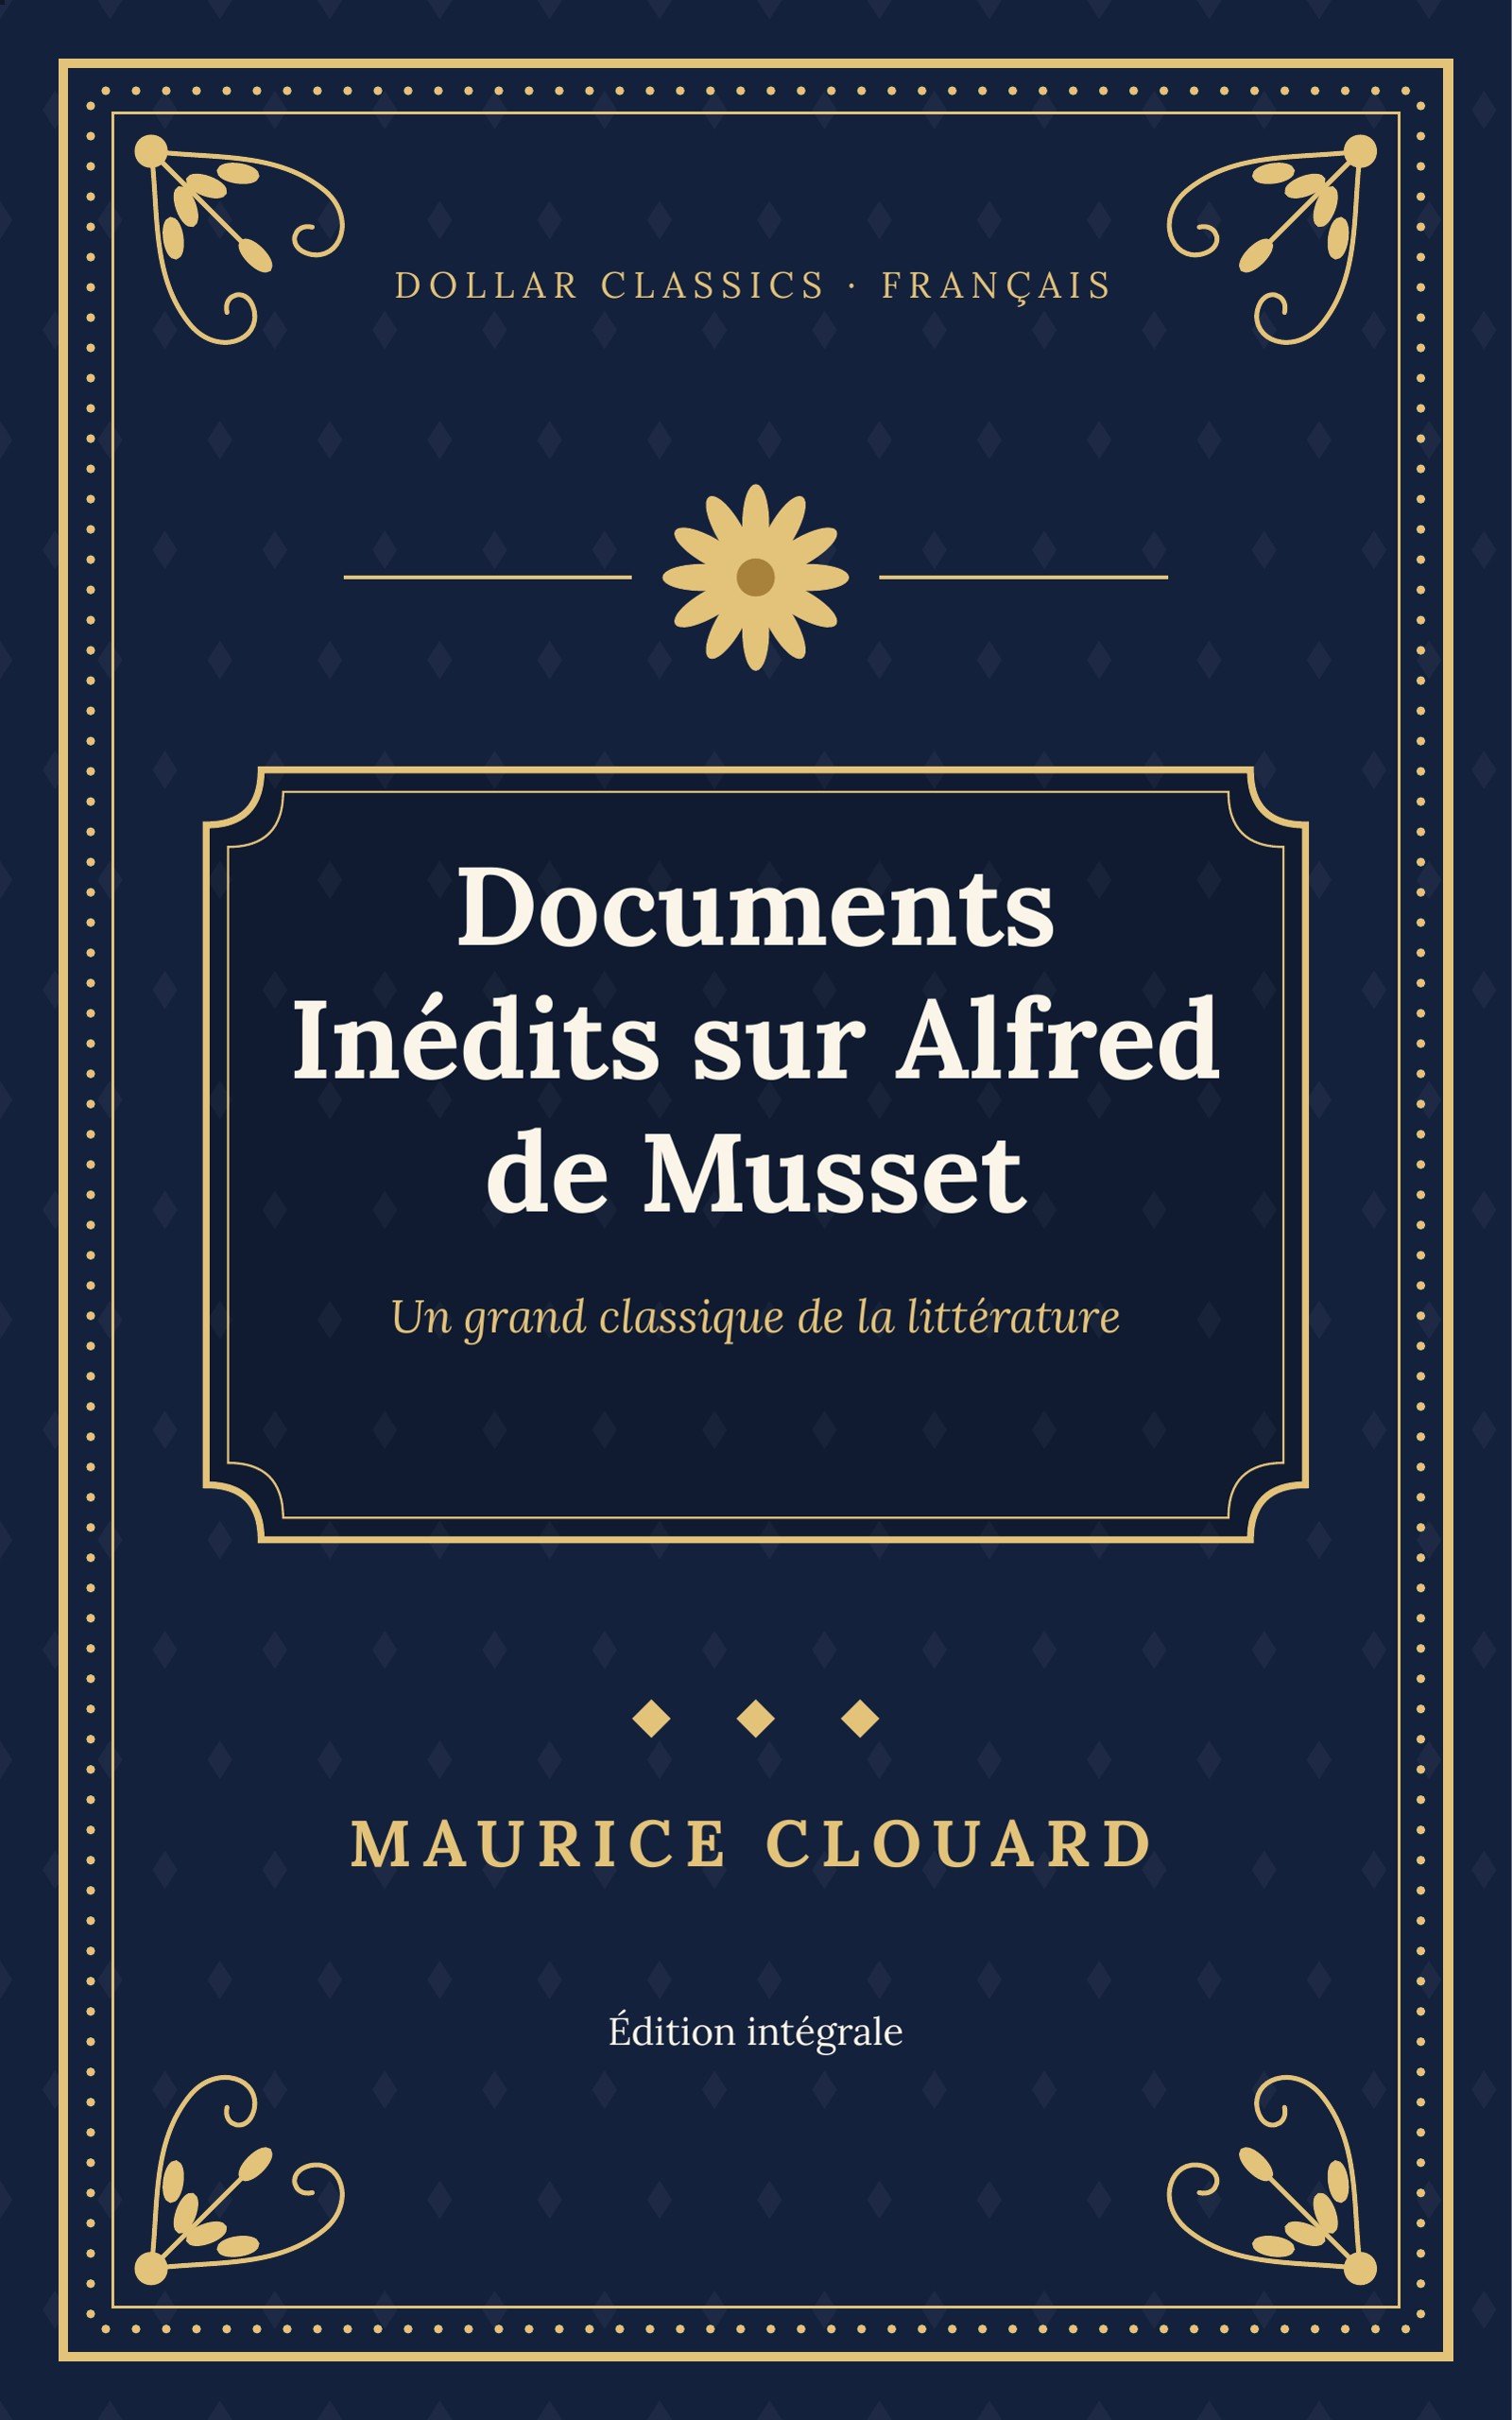 DOLLAR CLASSICS · FRANÇAIS
Documents
Inédits sur Alfred
de Musset
Un grand classique de la littérature
MAURICE CLOUARD
Édition intégrale